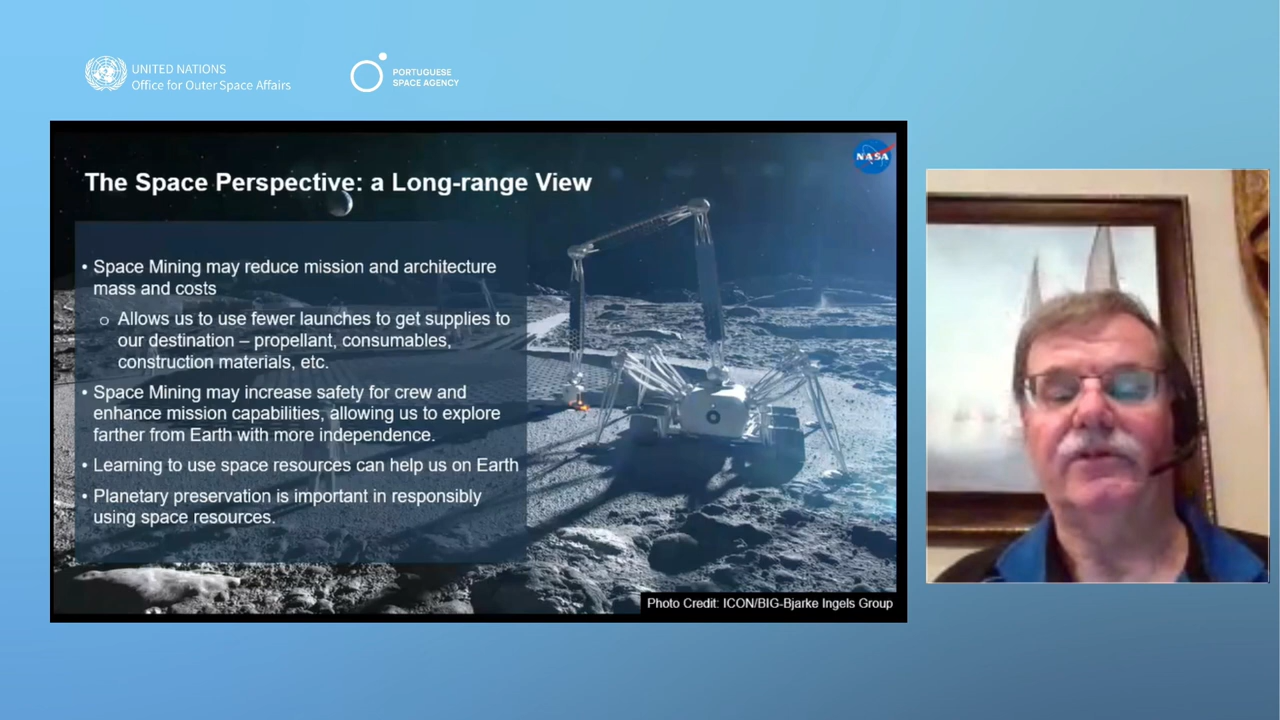 UNITED NATIONS
Office for Outer Space Affairs
PORTUGUESE
SPACE AGENCY
NASA
The Space Perspective: a Long-range View
• Space Mining may reduce mission and architecture
mass and costs
o Allows us to use fewer launches to get supplies to
our destination – propellant, consumables,
construction materials, etc.
• Space Mining may increase safety for crew and
enhance mission capabilities, allowing us to explore
farther from Earth with more independence.
• Learning to use space resources can help us on Earth
• Planetary preservation is important in responsibly
using space resources.
Photo Credit: ICON/BIG-Bjarke Ingels Group